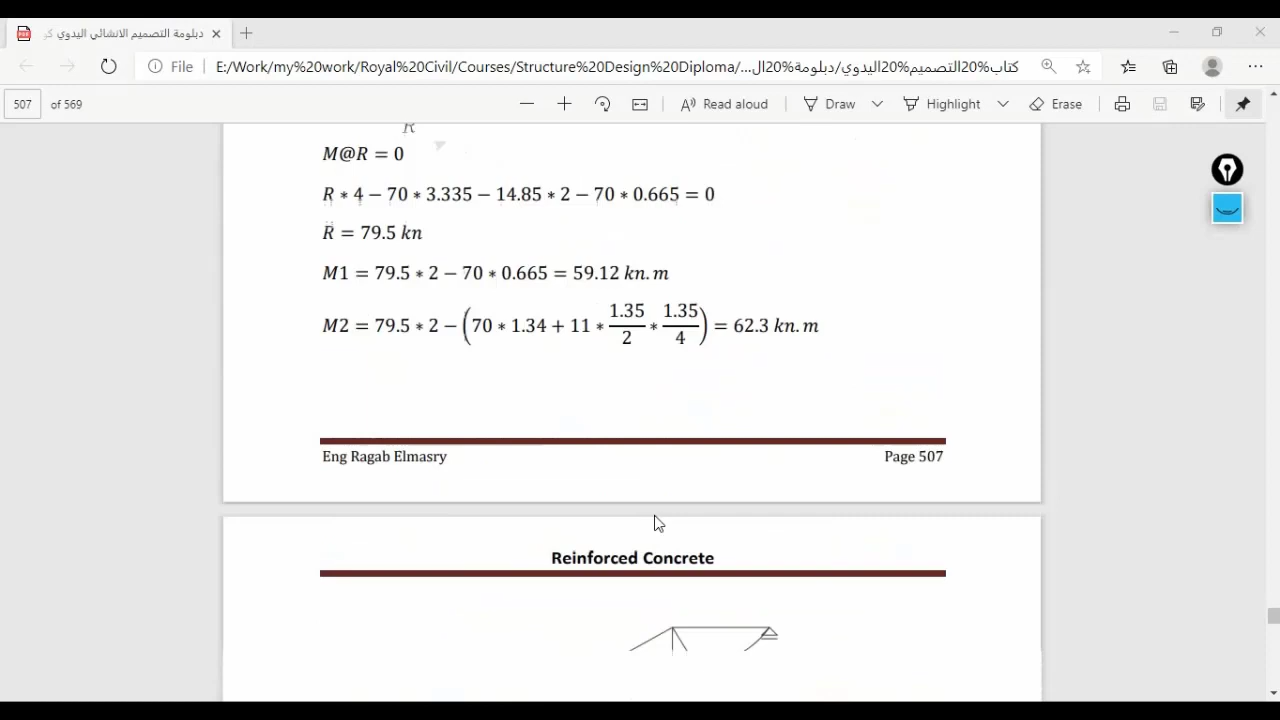 دبلومة التصميم الانشائي اليدوي ك
File E:/Work/my%20work/Royal%20Civil/Courses/Structure%20Design%20Diploma/...كتاب%20التصميم%20اليدوي/دبلومة%20ال
507 of 569 Read aloud Draw Highlight Erase
R
M@R = 0
R * 4 − 70 * 3.335 − 14.85 * 2 − 70 * 0.665 = 0
R = 79.5 kn
M1 = 79.5 * 2 − 70 * 0.665 = 59.12 kn.m
M2 = 79.5 * 2 − (70 * 1.34 + 11 * 1.35/2 * 1.35/4) = 62.3 kn.m
Eng Ragab Elmasry Page 507
Reinforced Concrete